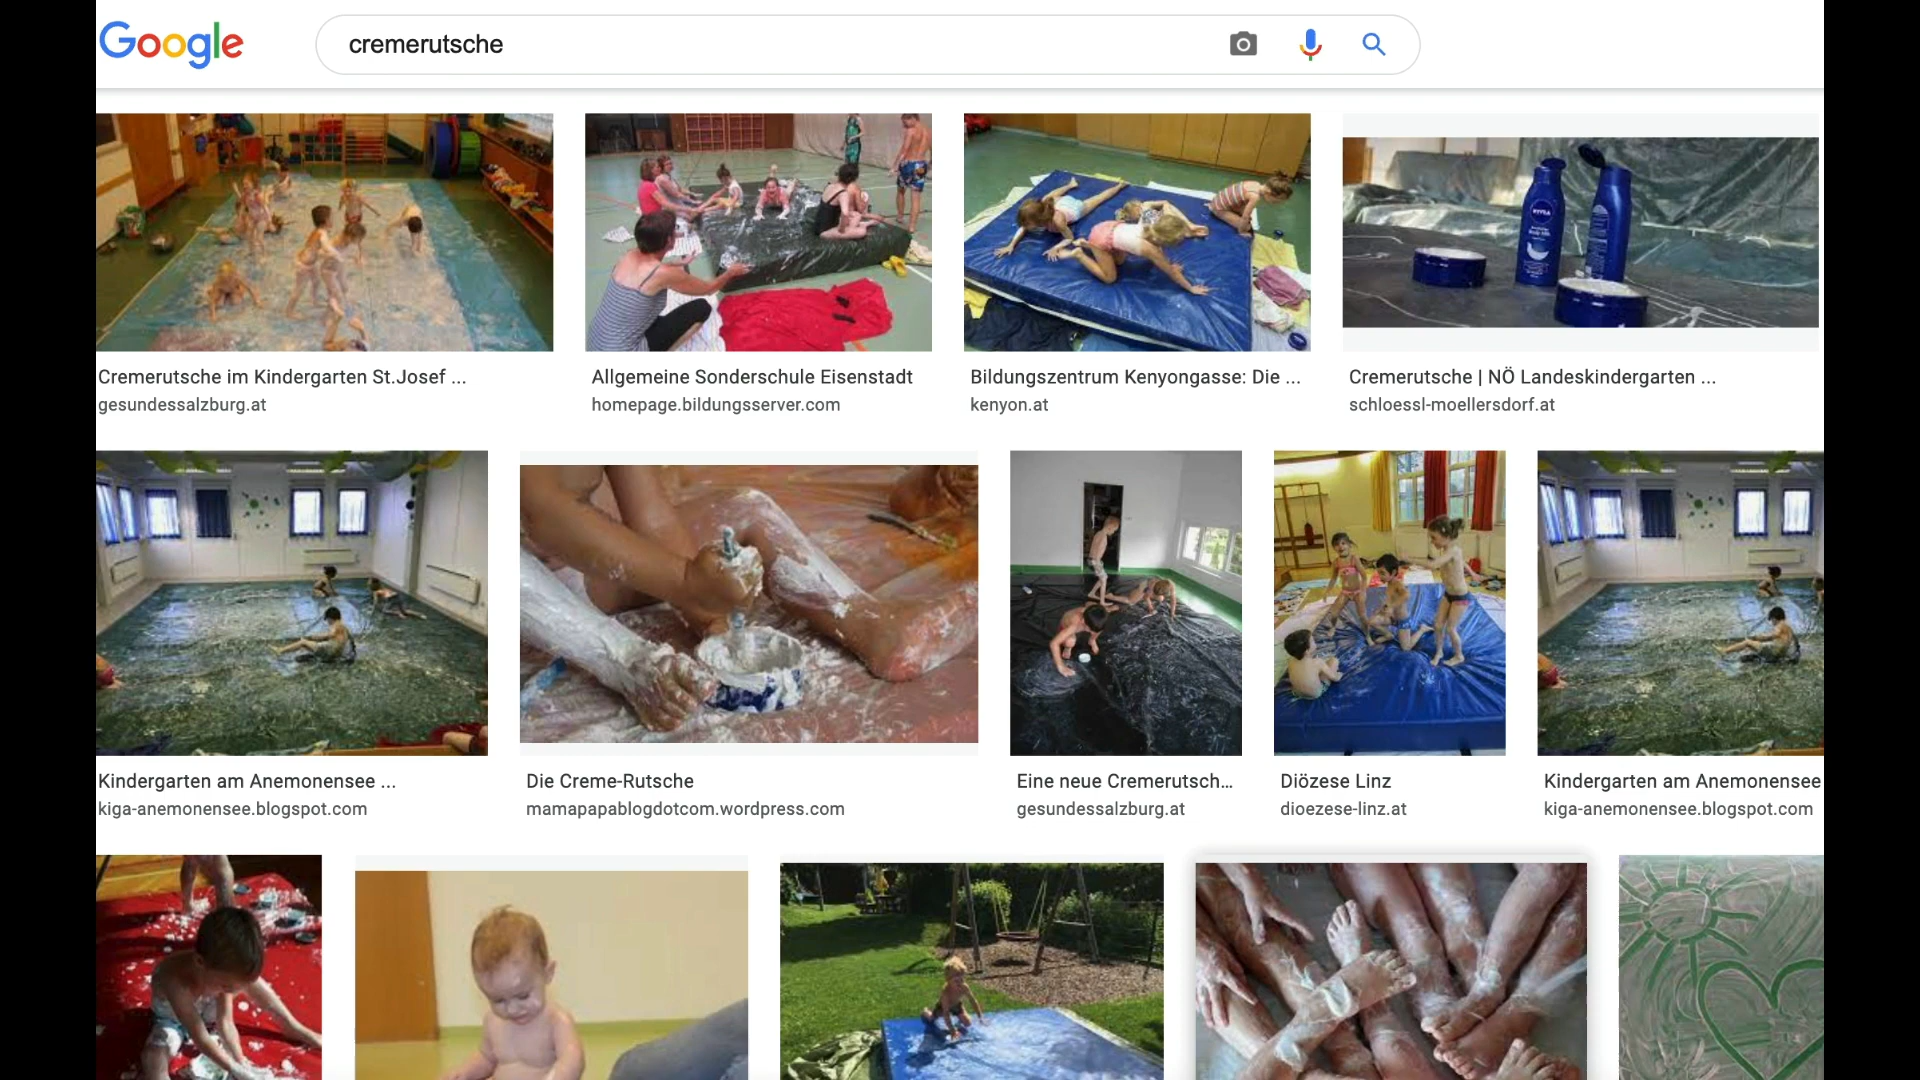 Google
cremerutsche
Cremerutsche im Kindergarten St.Josef ...
gesundessalzburg.at
Allgemeine Sonderschule Eisenstadt
homepage.bildungsserver.com
Bildungszentrum Kenyongasse: Die ...
kenyon.at
NIVEA
Cremerutsche | NÖ Landeskindergarten ...
schloessl-moellersdorf.at
Kindergarten am Anemonensee ...
kiga-anemonensee.blogspot.com
Die Creme-Rutsche
mamapapablogdotcom.wordpress.com
Eine neue Cremerutsch...
gesundessalzburg.at
Diözese Linz
dioezese-linz.at
Kindergarten am Anemonensee
kiga-anemonensee.blogspot.com